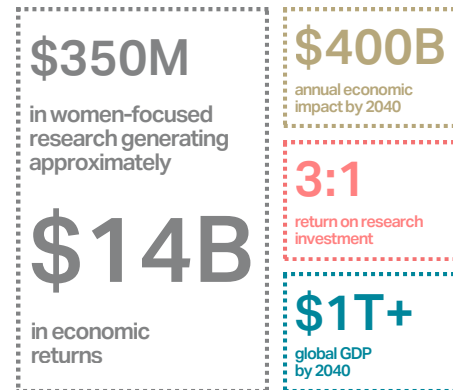 $350M
in women-focused
research generating
approximately
$14B
in economic
returns
$400B
annual economic
impact by 2040
3:1
return on research
investment
$1T+
global GDP
by 2040